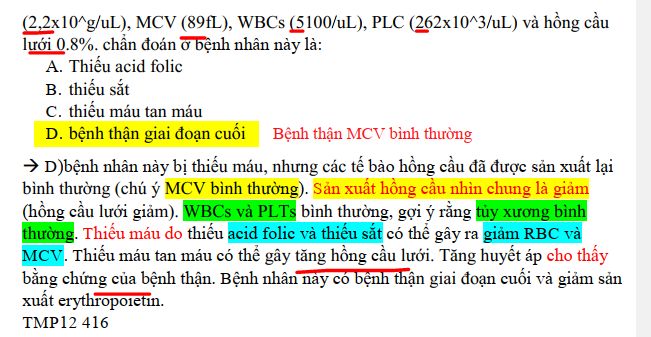 (2,2x10^g/uL), MCV (89fL), WBCs (5100/uL), PLC (262x10^3/uL) và hồng cầu
lưới 0.8%. chẩn đoán ở bệnh nhân này là:
A. Thiếu acid folic
B. thiếu sắt
C. thiếu máu tan máu
D. bệnh thận giai đoạn cuối Bệnh thận MCV bình thường
→ D)bệnh nhân này bị thiếu máu, nhưng các tế bào hồng cầu đã được sản xuất lại
bình thường (chú ý MCV bình thường). Sản xuất hồng cầu nhìn chung là giảm
(hồng cầu lưới giảm). WBCs và PLTs bình thường, gợi ý rằng tủy xương bình
thường. Thiếu máu do thiếu acid folic và thiếu sắt có thể gây ra giảm RBC và
MCV. Thiếu máu tan máu có thể gây tăng hồng cầu lưới. Tăng huyết áp cho thấy
bằng chứng của bệnh thận. Bệnh nhân này có bệnh thận giai đoạn cuối và giảm sản
xuất erythropoietin.
TMP12 416